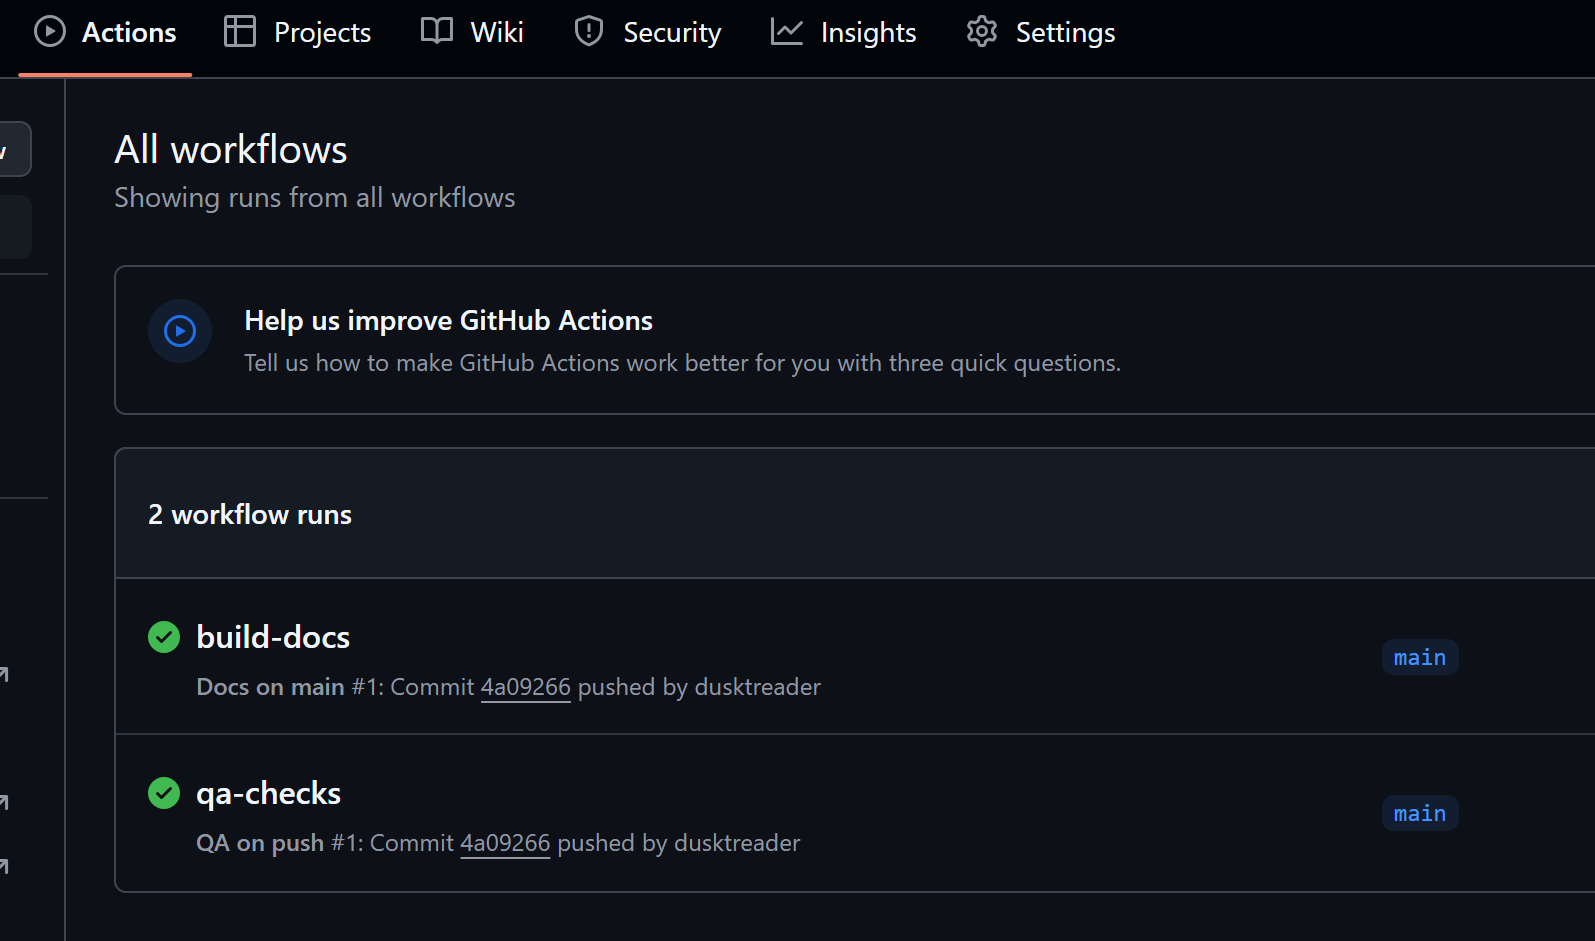 Actions Projects Wiki Security Insights Settings
All workflows
Showing runs from all workflows
Help us improve GitHub Actions
Tell us how to make GitHub Actions work better for you with three quick questions.
2 workflow runs
build-docs
main
Docs on main #1: Commit 4a09266 pushed by dusktreader
qa-checks
main
QA on push #1: Commit 4a09266 pushed by dusktreader